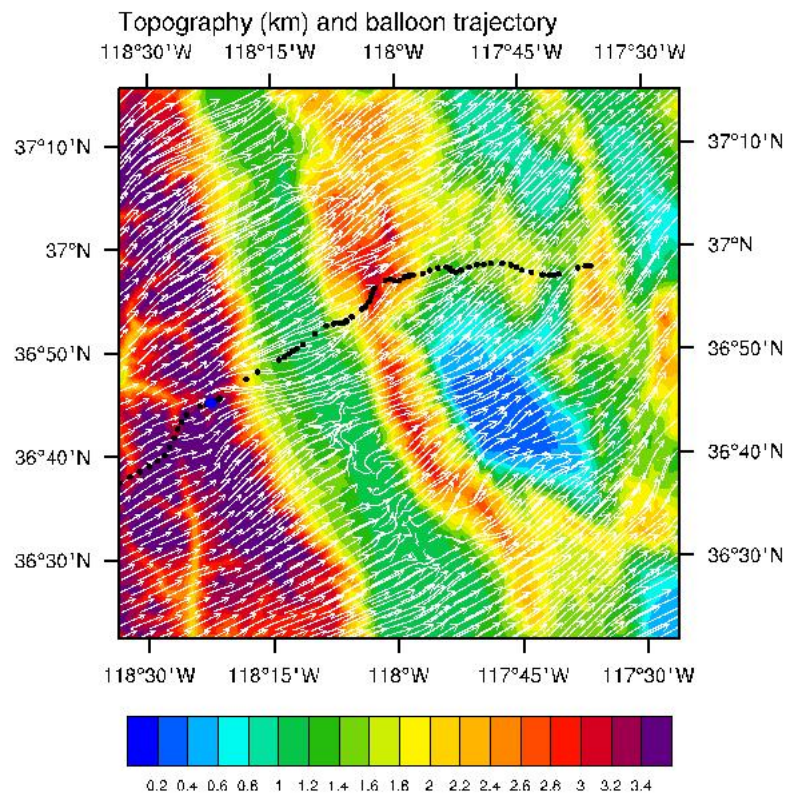 Topography (km) and balloon trajectory
118°30'W 118°15'W 118°W 117°45'W 117°30'W
37°10'N 37°10'N
37°N 37°N
36°50'N 36°50'N
36°40'N 36°40'N
36°30'N 36°30'N
118°30'W 118°15'W 118°W 117°45'W 117°30'W
0.2 0.4 0.6 0.8 1 1.2 1.4 1.6 1.8 2 2.2 2.4 2.6 2.8 3 3.2 3.4